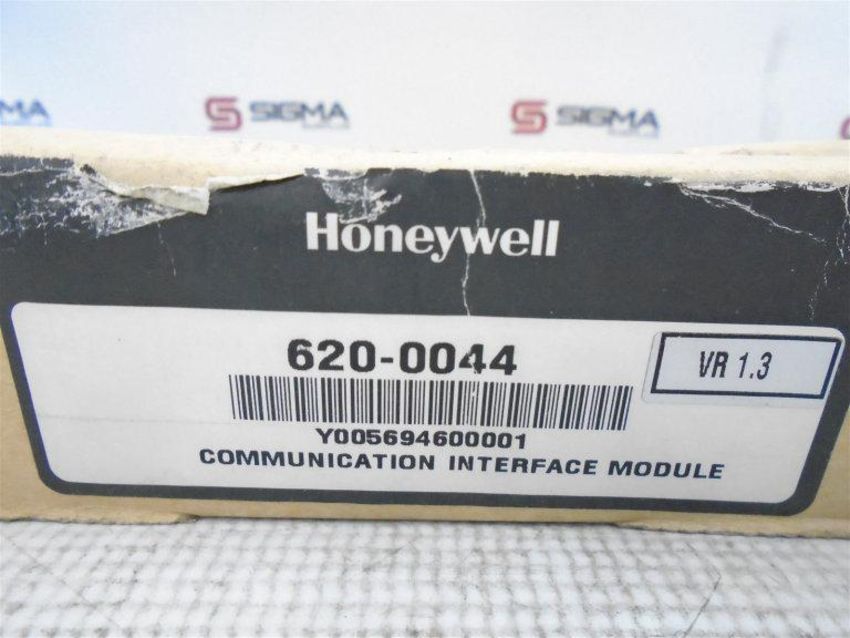 SIGMA
SIGMA
Honeywell
620-0044
VR 1.3
Y005694600001
COMMUNICATION INTERFACE MODULE